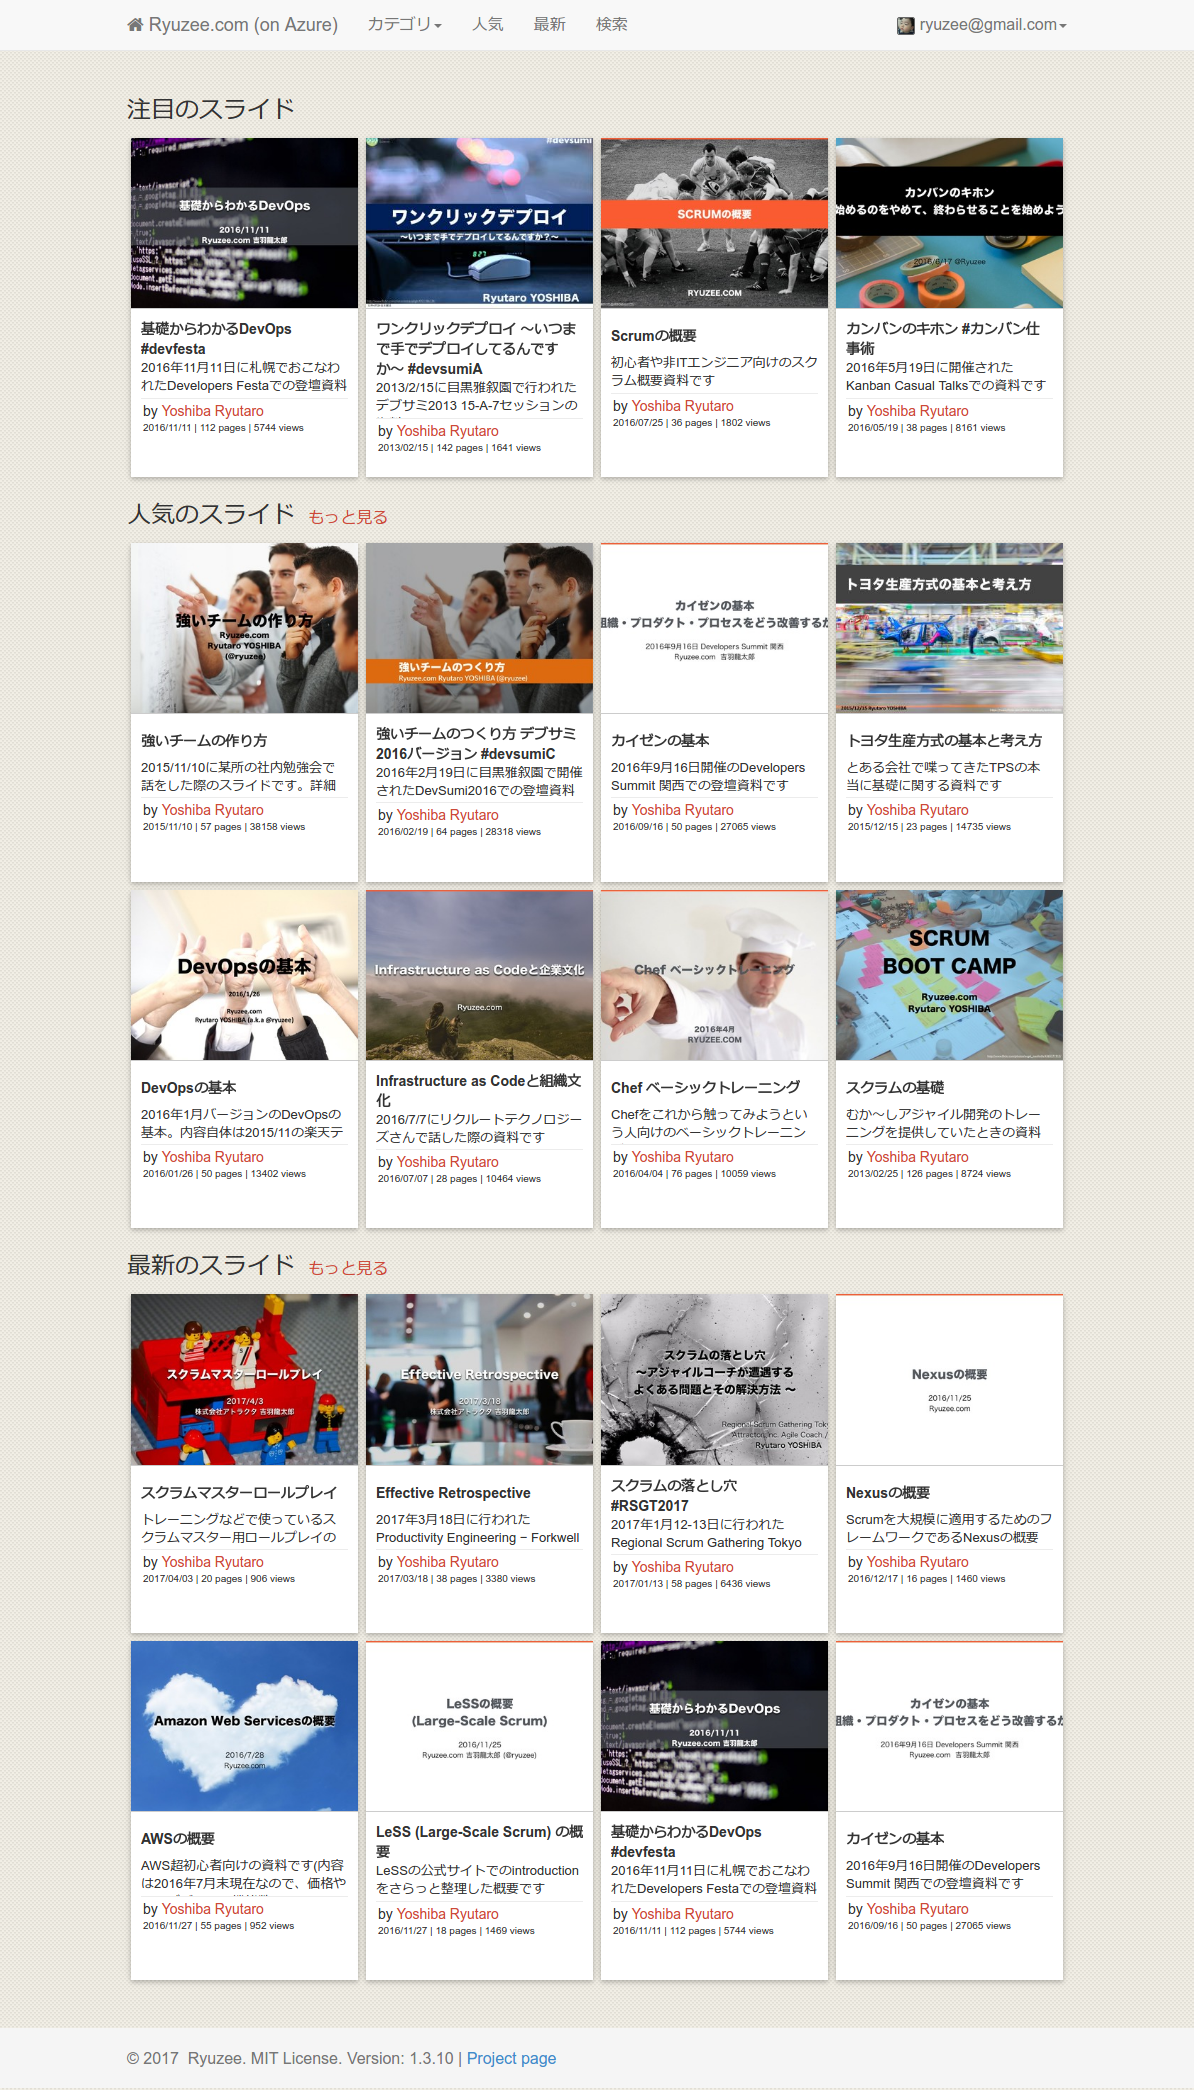 Ryuzee.com (on Azure) カテゴリ 人気 最新 検索 ryuzee@gmail.com
注目のスライド
基礎からわかるDevOps
2016/11/11
Ryuzee.com 吉羽龍太郎
基礎からわかるDevOps
#devfesta
2016年11月11日に札幌でおこなわ
れたDevelopers Festaでの登壇資料
by Yoshiba Ryutaro
2016/11/11 | 112 pages | 5744 views
#devsumi
ワンクリックデプロイ
〜いつまで手でデプロイしてるんですか？〜
Ryutaro YOSHIBA
ワンクリックデプロイ 〜いつま
で手でデプロイしてるんです
か〜 #devsumiA
2013/2/15に目黒雅叙園で行われた
デブサミ2013 15-A-7セッションの
by Yoshiba Ryutaro
2013/02/15 | 142 pages | 1641 views
SCRUMの概要
RYUZEE.COM
Scrumの概要
初心者や非ITエンジニア向けのスク
ラム概要資料です
by Yoshiba Ryutaro
2016/07/25 | 36 pages | 1802 views
カンバンのキホン
始めるのをやめて、終わらせることを始めよう
2016/6/17 @Ryuzee
カンバンのキホン #カンバン仕
事術
2016年5月19日に開催された
Kanban Casual Talksでの資料です
by Yoshiba Ryutaro
2016/05/19 | 38 pages | 8161 views
人気のスライド もっと見る
強いチームの作り方
Ryuzee.com
Ryutaro YOSHIBA
(@ryuzee)
強いチームの作り方
2015/11/10に某所の社内勉強会で
話をした際のスライドです。詳細
by Yoshiba Ryutaro
2015/11/10 | 57 pages | 38158 views
強いチームのつくり方
Ryuzee.com Ryutaro YOSHIBA (@ryuzee)
強いチームのつくり方 デブサミ
2016バージョン #devsumiC
2016年2月19日に目黒雅叙園で開催
されたDevSumi2016での登壇資料
by Yoshiba Ryutaro
2016/02/19 | 64 pages | 28318 views
カイゼンの基本
組織・プロダクト・プロセスをどう改善するか
2016年9月16日 Developers Summit 関西
Ryuzee.com 吉羽龍太郎
カイゼンの基本
2016年9月16日開催のDevelopers
Summit 関西での登壇資料です
by Yoshiba Ryutaro
2016/09/16 | 50 pages | 27065 views
トヨタ生産方式の基本と考え方
2015/12/15 Ryutaro YOSHIBA
トヨタ生産方式の基本と考え方
とある会社で喋ってきたTPSの本
当に基礎に関する資料です
by Yoshiba Ryutaro
2015/12/15 | 23 pages | 14735 views
DevOpsの基本
2016/1/26
Ryuzee.com
Ryutaro YOSHIBA (a.k.a @ryuzee)
DevOpsの基本
2016年1月バージョンのDevOpsの
基本。内容自体は2015/11の楽天テ
by Yoshiba Ryutaro
2016/01/26 | 50 pages | 13402 views
Infrastructure as Codeと企業文化
Ryuzee.com
Infrastructure as Codeと組織文
化
2016/7/7にリクルートテクノロジー
ズさんで話した際の資料です
by Yoshiba Ryutaro
2016/07/07 | 28 pages | 10464 views
Chef ベーシックトレーニング
2016年4月
RYUZEE.COM
Chef ベーシックトレーニング
Chefをこれから触ってみようとい
う人向けのベーシックトレーニン
by Yoshiba Ryutaro
2016/04/04 | 76 pages | 10059 views
SCRUM
BOOT CAMP
Ryuzee.com
Ryutaro YOSHIBA
スクラムの基礎
むか〜しアジャイル開発のトレー
ニングを提供していたときの資料
by Yoshiba Ryutaro
2013/02/25 | 126 pages | 8724 views
最新のスライド もっと見る
スクラムマスターロールプレイ
2017/4/3
株式会社アトラクタ 吉羽龍太郎
スクラムマスターロールプレイ
トレーニングなどで使っているス
クラムマスター用ロールプレイの
by Yoshiba Ryutaro
2017/04/03 | 20 pages | 906 views
Effective Retrospective
2017/3/18
株式会社アトラクタ 吉羽龍太郎
Effective Retrospective
2017年3月18日に行われた
Productivity Engineering − Forkwell
by Yoshiba Ryutaro
2017/03/18 | 38 pages | 3380 views
スクラムの落とし穴
〜アジャイルコーチが遭遇する
よくある問題とその解決方法 〜
Regional Scrum Gathering Toky
Attractor Inc. Agile Coach /
Ryutaro YOSHIBA
スクラムの落とし穴
#RSGT2017
2017年1月12-13日に行われた
Regional Scrum Gathering Tokyo
by Yoshiba Ryutaro
2017/01/13 | 58 pages | 6436 views
Nexusの概要
2016/11/25
Ryuzee.com
Nexusの概要
Scrumを大規模に適用するためのフ
レームワークであるNexusの概要
by Yoshiba Ryutaro
2016/12/17 | 16 pages | 1460 views
Amazon Web Servicesの概要
2016/7/28
Ryuzee.com
AWSの概要
AWS超初心者向けの資料です(内容
は2016年7月末現在なので、価格や
by Yoshiba Ryutaro
2016/11/27 | 55 pages | 952 views
LeSSの概要
(Large-Scale Scrum)
2016/11/25
Ryuzee.com 吉羽龍太郎 (@ryuzee)
LeSS (Large-Scale Scrum) の概
要
LeSSの公式サイトでのintroduction
をさらっと整理した概要です
by Yoshiba Ryutaro
2016/11/27 | 18 pages | 1469 views
基礎からわかるDevOps
2016/11/11
Ryuzee.com 吉羽龍太郎
基礎からわかるDevOps
#devfesta
2016年11月11日に札幌でおこなわ
れたDevelopers Festaでの登壇資料
by Yoshiba Ryutaro
2016/11/11 | 112 pages | 5744 views
カイゼンの基本
組織・プロダクト・プロセスをどう改善するか
2016年9月16日 Developers Summit 関西
Ryuzee.com 吉羽龍太郎
カイゼンの基本
2016年9月16日開催のDevelopers
Summit 関西での登壇資料です
by Yoshiba Ryutaro
2016/09/16 | 50 pages | 27065 views
© 2017 Ryuzee. MIT License. Version: 1.3.10 | Project page